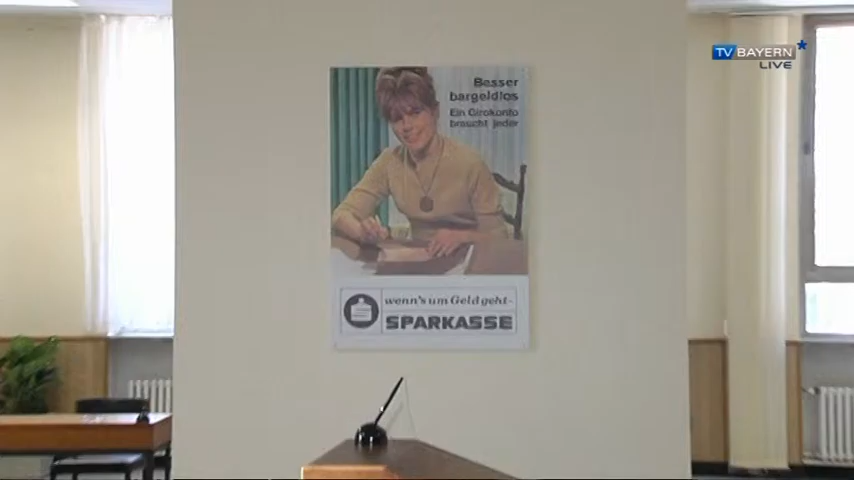 TV BAYERN
LIVE
Besser
bargeldlos
Ein Girokonto
braucht jeder
wenn's um Geld geht-
SPARKASSE